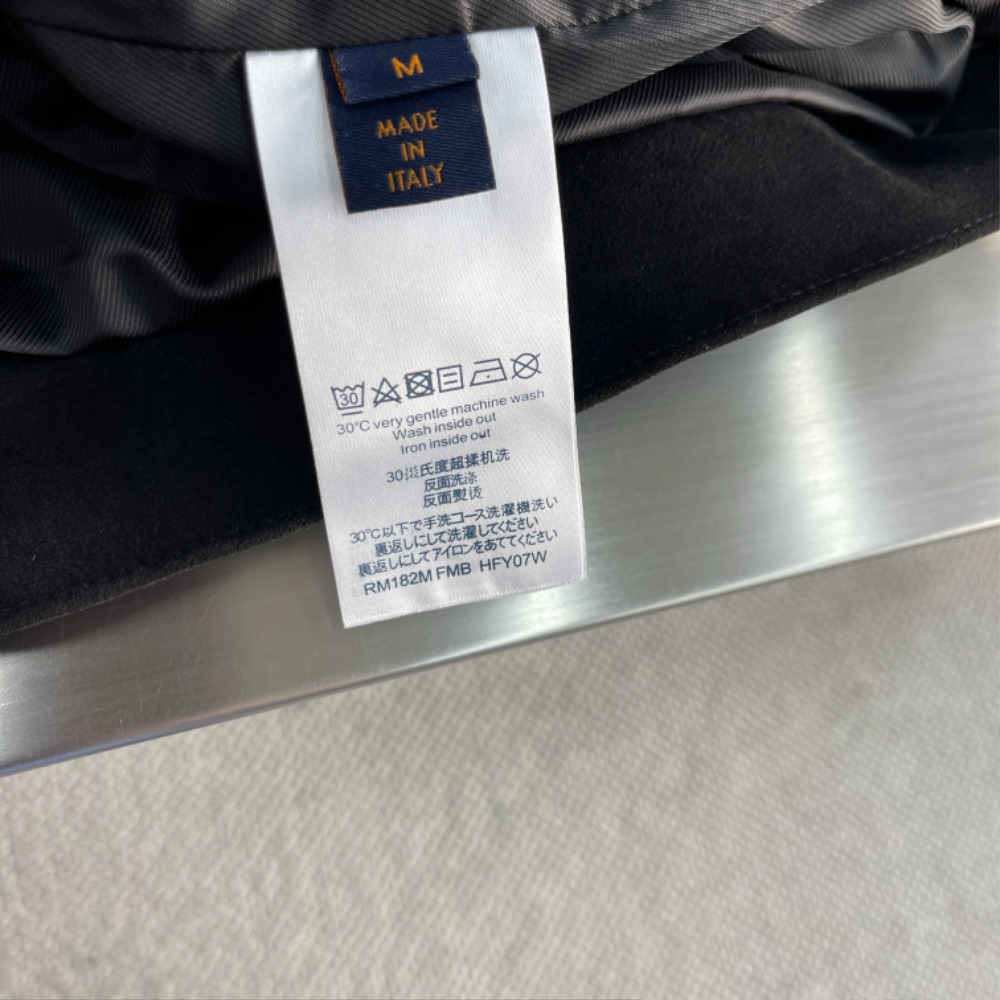 M
MADE
IN
ITALY
30
30°C very gentle machine wash
Wash inside out
Iron inside out
30摄氏度超揉机洗
反面洗涤
反面熨烫
30°C以下で手洗コース洗濯機洗い
裏返しにして洗濯してください
裏返しにしてアイロンをあててください
RM182M FMB HFY07W